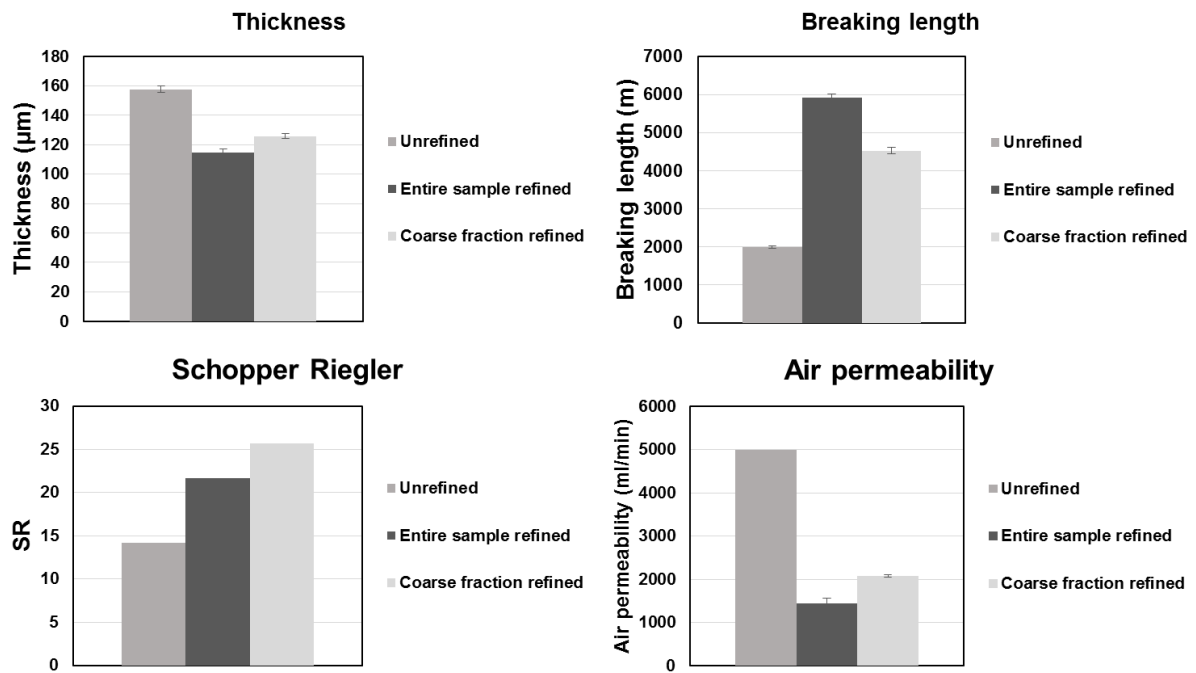 Thickness
Thickness (µm)
180
160
140
120
100
80
60
40
20
0
Unrefined
Entire sample refined
Coarse fraction refined
Breaking length
Breaking length (m)
7000
6000
5000
4000
3000
2000
1000
0
Unrefined
Entire sample refined
Coarse fraction refined
Schopper Riegler
SR
30
25
20
15
10
5
0
Unrefined
Entire sample refined
Coarse fraction refined
Air permeability
Air permeability (ml/min)
6000
5000
4000
3000
2000
1000
0
Unrefined
Entire sample refined
Coarse fraction refined